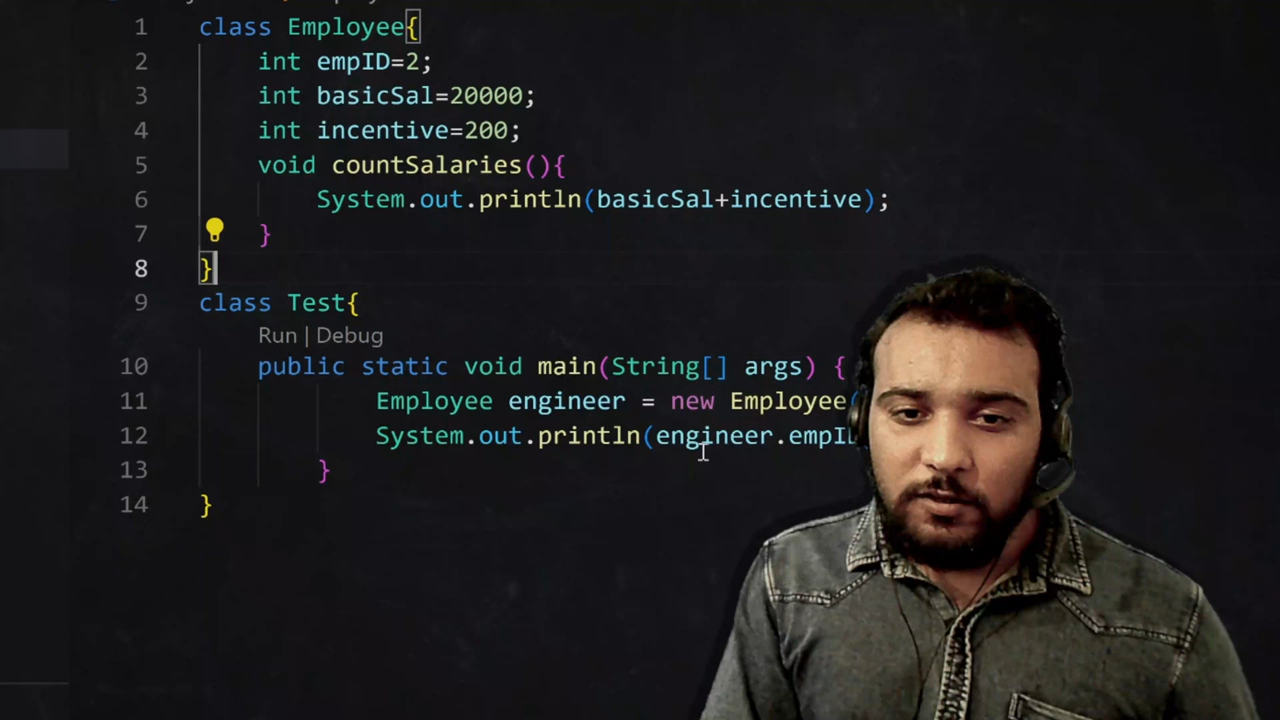 1 class Employee{
2 int empID=2;
3 int basicSal=20000;
4 int incentive=200;
5 void countSalaries(){
6 System.out.println(basicSal+incentive);
7 }
8 }
9 class Test{
Run | Debug
10 public static void main(String[] args) {
11 Employee engineer = new Employee
12 System.out.println(engineer.empI
13 }
14 }